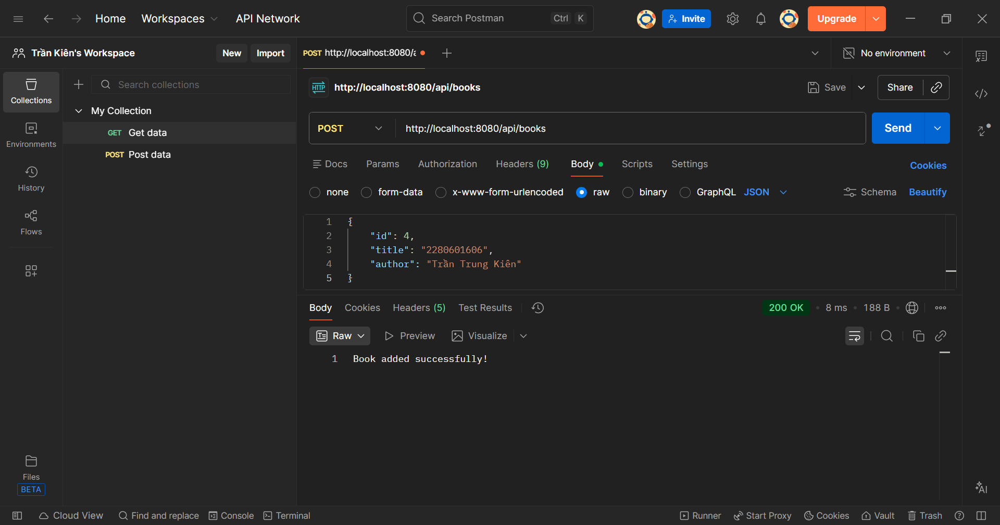 Home Workspaces API Network Search Postman Ctrl K Invite Upgrade
Trần Kiên's Workspace New Import
POST http://localhost:8080/a No environment
Collections
Search collections
My Collection
GET Get data
POST Post data
Environments
History
Flows
Files
BETA
HTTP http://localhost:8080/api/books Save Share
POST http://localhost:8080/api/books Send
Docs Params Authorization Headers (9) Body Scripts Settings Cookies
none form-data x-www-form-urlencoded raw binary GraphQL JSON Schema Beautify
1 {
2 "id": 4,
3 "title": "2280601606",
4 "author": "Trần Trung Kiên"
5 }
Body Cookies Headers (5) Test Results 200 OK • 8 ms • 188 B •
Raw Preview Visualize
1 Book added successfully!
AI
Cloud View Find and replace Console Terminal Runner Start Proxy Cookies Vault Trash